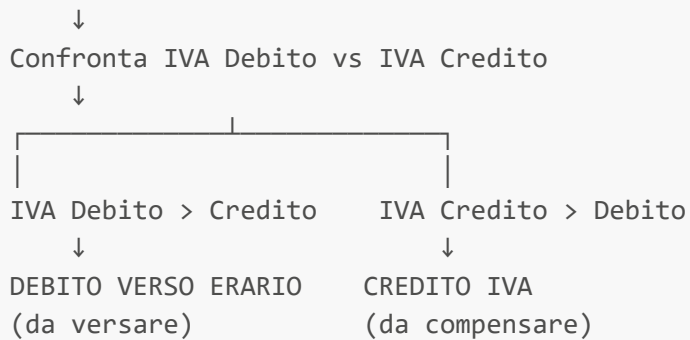 ↓
Confronta IVA Debito vs IVA Credito
↓
IVA Debito > Credito    IVA Credito > Debito
↓                        ↓
DEBITO VERSO ERARIO    CREDITO IVA
(da versare)           (da compensare)